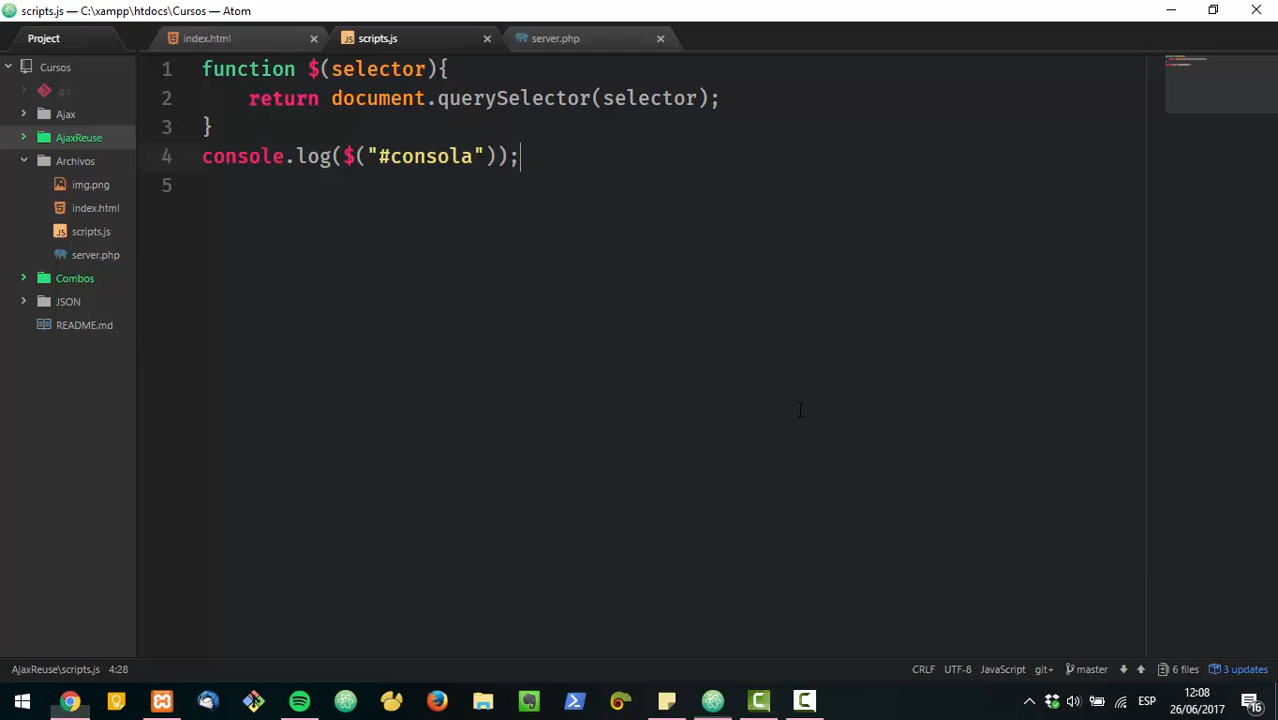 scripts.js — C:\xampp\htdocs\Cursos — Atom
Project
index.html
scripts.js
server.php
Cursos
.git
Ajax
AjaxReuse
Archivos
img.png
index.html
scripts.js
server.php
Combos
JSON
README.md
1 function $(selector){
2 return document.querySelector(selector);
3 }
4 console.log($("#consola"));
5
AjaxReuse\scripts.js 4:28
CRLF UTF-8 JavaScript git+ master 6 files 3 updates
ESP
12:08
26/06/2017
16